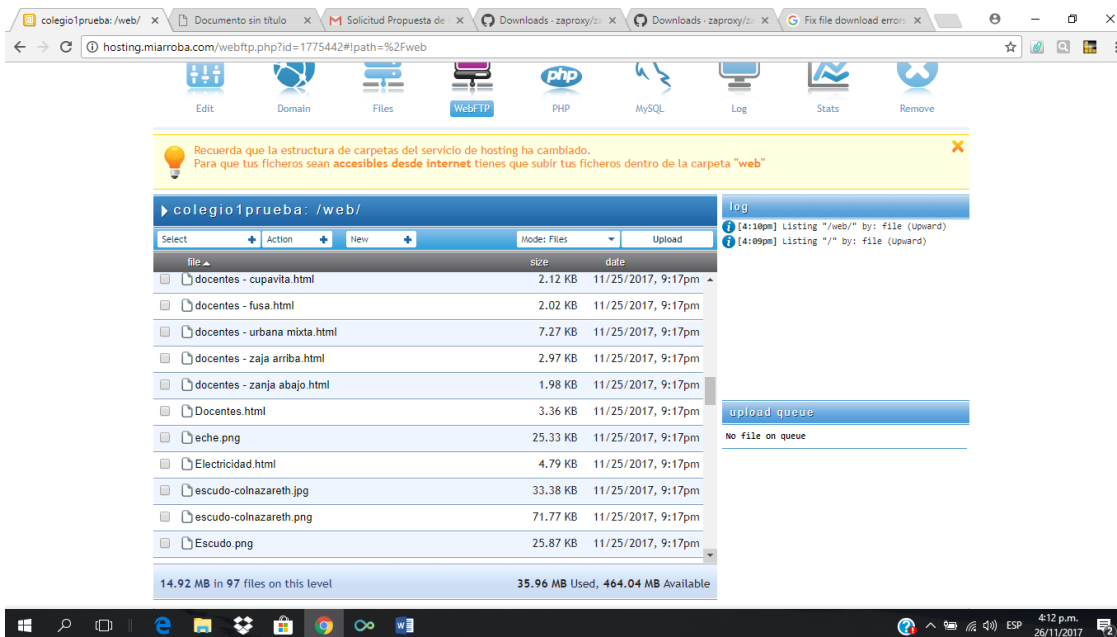 colegio1prueba: /web/
Documento sin título
Solicitud Propuesta de
Downloads · zaproxy/za
Downloads · zaproxy/za
Fix file download errors
hosting.miarroba.com/webftp.php?id=1775442#!path=%2Fweb
Edit Domain Files WebFTP PHP MySQL Log Stats Remove
php
Recuerda que la estructura de carpetas del servicio de hosting ha cambiado.
Para que tus ficheros sean accesibles desde internet tienes que subir tus ficheros dentro de la carpeta "web"
colegio1prueba: /web/
Select Action New Mode: Files Upload
file size date
docentes - cupavita.html 2.12 KB 11/25/2017, 9:17pm
docentes - fusa.html 2.02 KB 11/25/2017, 9:17pm
docentes - urbana mixta.html 7.27 KB 11/25/2017, 9:17pm
docentes - zaja arriba.html 2.97 KB 11/25/2017, 9:17pm
docentes - zanja abajo.html 1.98 KB 11/25/2017, 9:17pm
Docentes.html 3.36 KB 11/25/2017, 9:17pm
eche.png 25.33 KB 11/25/2017, 9:17pm
Electricidad.html 4.79 KB 11/25/2017, 9:17pm
escudo-colnazareth.jpg 33.38 KB 11/25/2017, 9:17pm
escudo-colnazareth.png 71.77 KB 11/25/2017, 9:17pm
Escudo.png 25.87 KB 11/25/2017, 9:17pm
14.92 MB in 97 files on this level 35.96 MB Used, 464.04 MB Available
log
[4:10pm] Listing "/web/" by: file (Upward)
[4:09pm] Listing "/" by: file (Upward)
upload queue
No file on queue
ESP
4:12 p.m.
26/11/2017